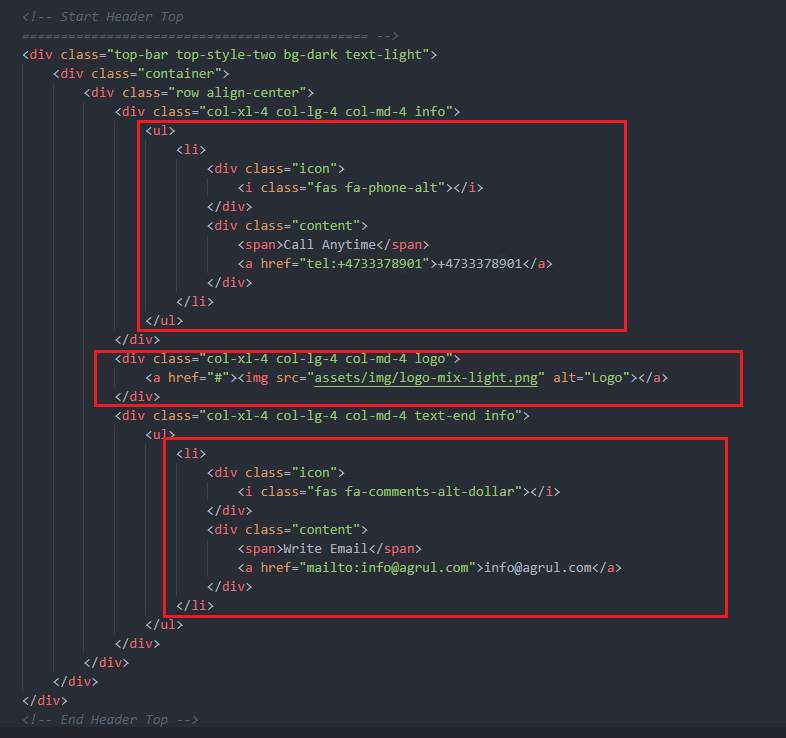 <!-- Start Header Top
============================================= -->
<div class="top-bar top-style-two bg-dark text-light">
    <div class="container">
        <div class="row align-center">
            <div class="col-xl-4 col-lg-4 col-md-4 info">
                <ul>
                    <li>
                        <div class="icon">
                            <i class="fas fa-phone-alt"></i>
                        </div>
                        <div class="content">
                            <span>Call Anytime</span>
                            <a href="tel:+4733378901">+4733378901</a>
                        </div>
                    </li>
                </ul>
            </div>
            <div class="col-xl-4 col-lg-4 col-md-4 logo">
                <a href="#"><img src="assets/img/logo-mix-light.png" alt="Logo"></a>
            </div>
            <div class="col-xl-4 col-lg-4 col-md-4 text-end info">
                <ul>
                    <li>
                        <div class="icon">
                            <i class="fas fa-comments-alt-dollar"></i>
                        </div>
                        <div class="content">
                            <span>Write Email</span>
                            <a href="mailto:info@agrul.com">info@agrul.com</a>
                        </div>
                    </li>
                </ul>
            </div>
        </div>
    </div>
</div>
<!-- End Header Top -->